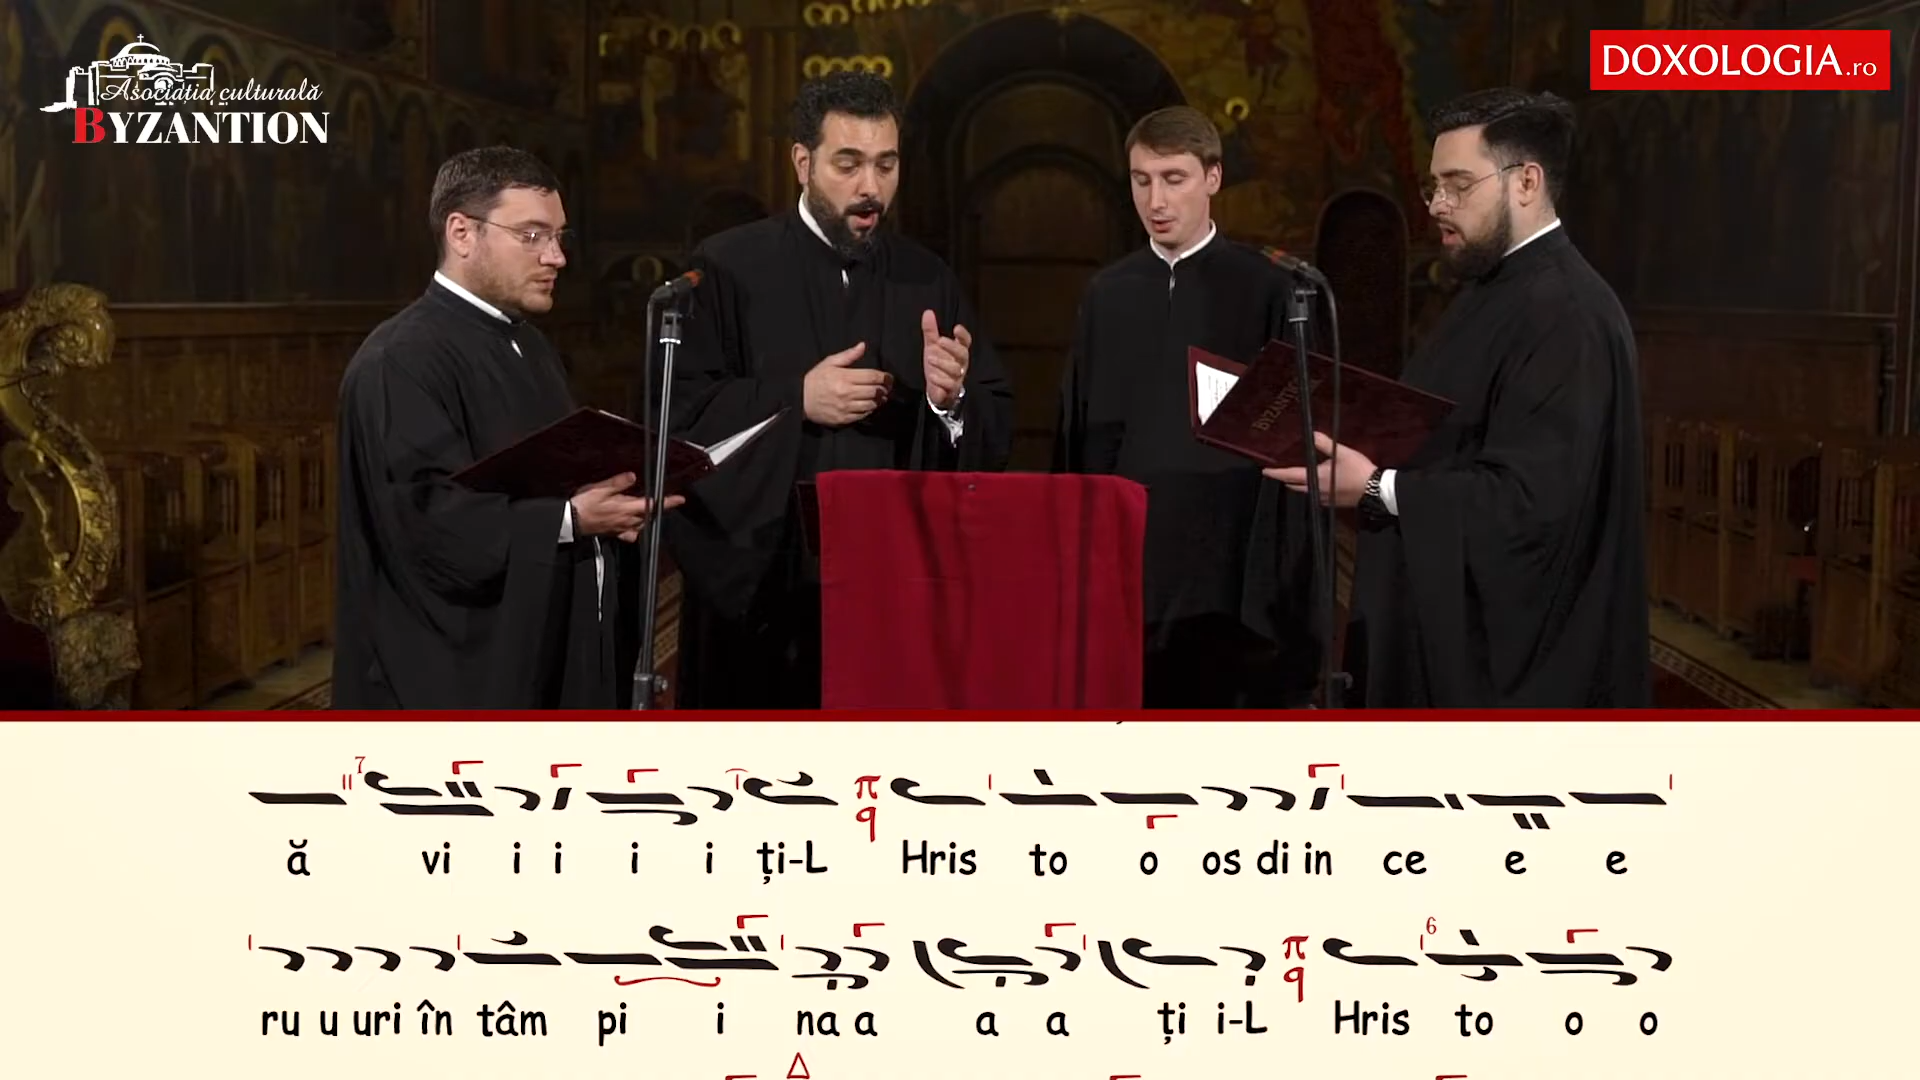 Asociația culturală
BYZANTION
DOXOLOGIA.ro
BYZANTION
ă vi i i i i ți-L Hris to o os di in ce e e
ru u uri în tâm pi i na a a a ți i-L Hris to o o